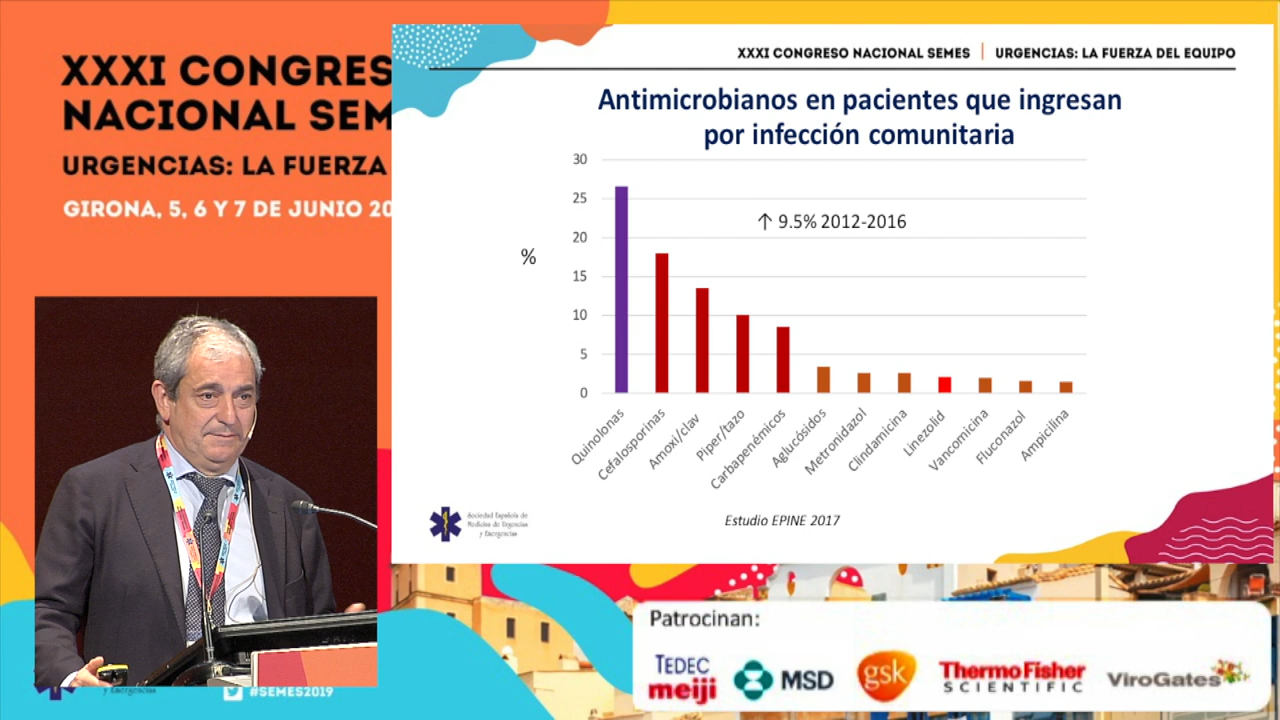 XXXI CONGRES
NACIONAL SEM
URGENCIAS: LA FUERZA
GIRONA, 5, 6 Y 7 DE JUNIO 20
XXXI CONGRESO NACIONAL SEMES | URGENCIAS: LA FUERZA DEL EQUIPO
Antimicrobianos en pacientes que ingresan
por infección comunitaria
30
25
20
15
10
5
0
%
↑ 9.5% 2012-2016
Quinolonas
Cefalosporinas
Amoxi/clav
Piper/tazo
Carbapenémicos
Aglucósidos
Metronidazol
Clindamicina
Linezolid
Vancomicina
Fluconazol
Ampicilina
Sociedad Española de
Medicina de Urgencias
y Emergencias
Estudio EPINE 2017
Patrocinan:
TEDEC
meiji
MSD
gsk
ThermoFisher
SCIENTIFIC
ViroGates
y Emergencias
#SEMES2019